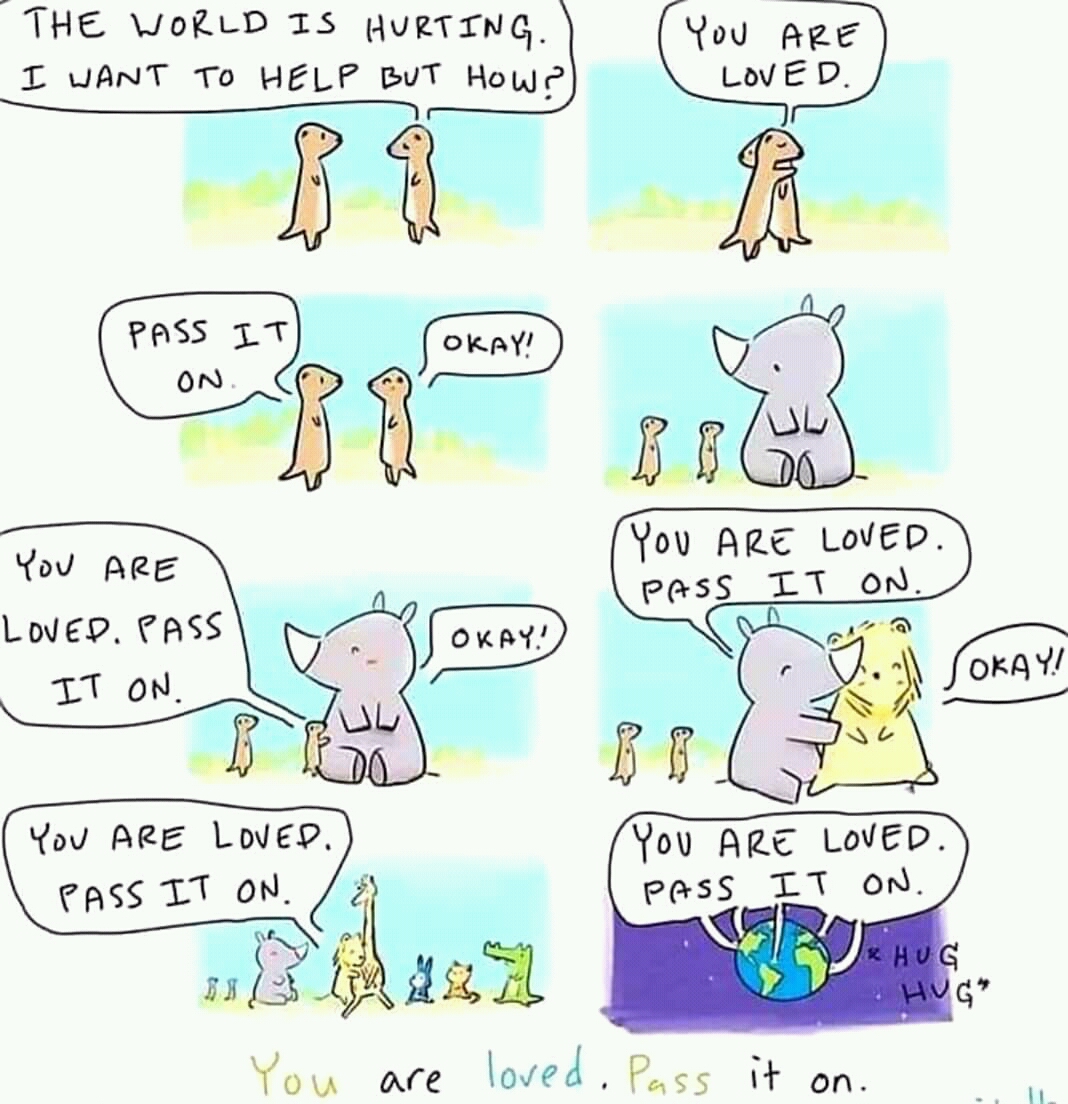 THE WORLD IS HURTING.
I WANT TO HELP BUT HOW?
YOU ARE
LOVED.
PASS IT
ON.
OKAY!
YOU ARE
LOVED. PASS
IT ON.
OKAY!
YOU ARE LOVED.
PASS IT ON.
OKAY!
YOU ARE LOVED.
PASS IT ON.
YOU ARE LOVED.
PASS IT ON.
* HUG
HUG*
You are loved. Pass it on.